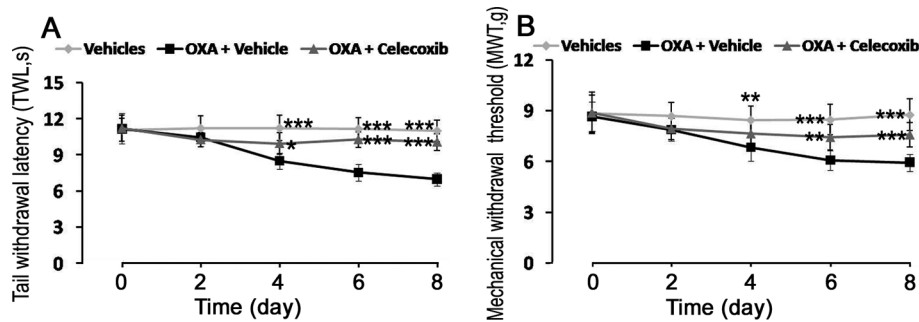 A
Vehicles OXA + Vehicle OXA + Celecoxib
Tail withdrawal latency (TWL,s)
15
12
9
6
3
0
*** *** ***
* *** ***
0 2 4 6 8
Time (day)
B
Vehicles OXA + Vehicle OXA + Celecoxib
Mechanical withdrawal threshold (MWT,g)
12
9
6
3
0
** *** ***
** ***
0 2 4 6 8
Time (day)